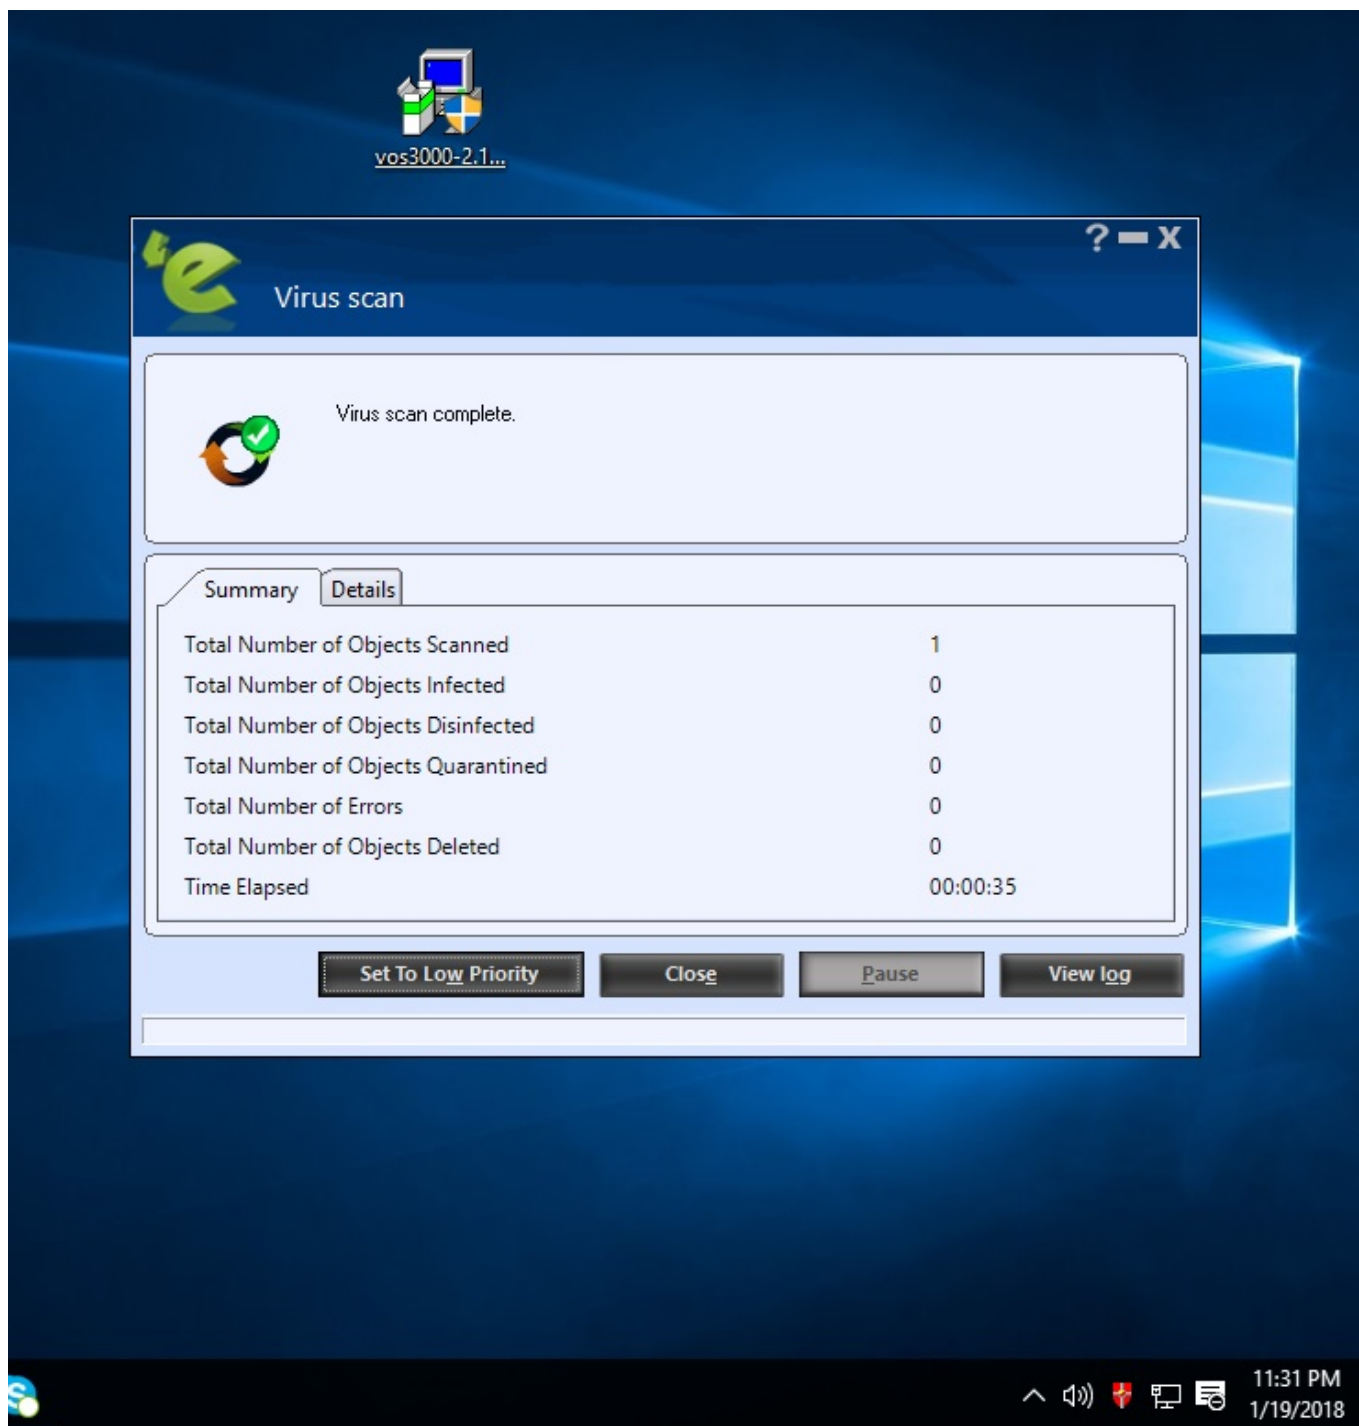 vos3000-2.1...
Virus scan
Virus scan complete.
Summary Details
Total Number of Objects Scanned 1
Total Number of Objects Infected 0
Total Number of Objects Disinfected 0
Total Number of Objects Quarantined 0
Total Number of Errors 0
Total Number of Objects Deleted 0
Time Elapsed 00:00:35
Set To Low Priority Close Pause View log
11:31 PM
1/19/2018